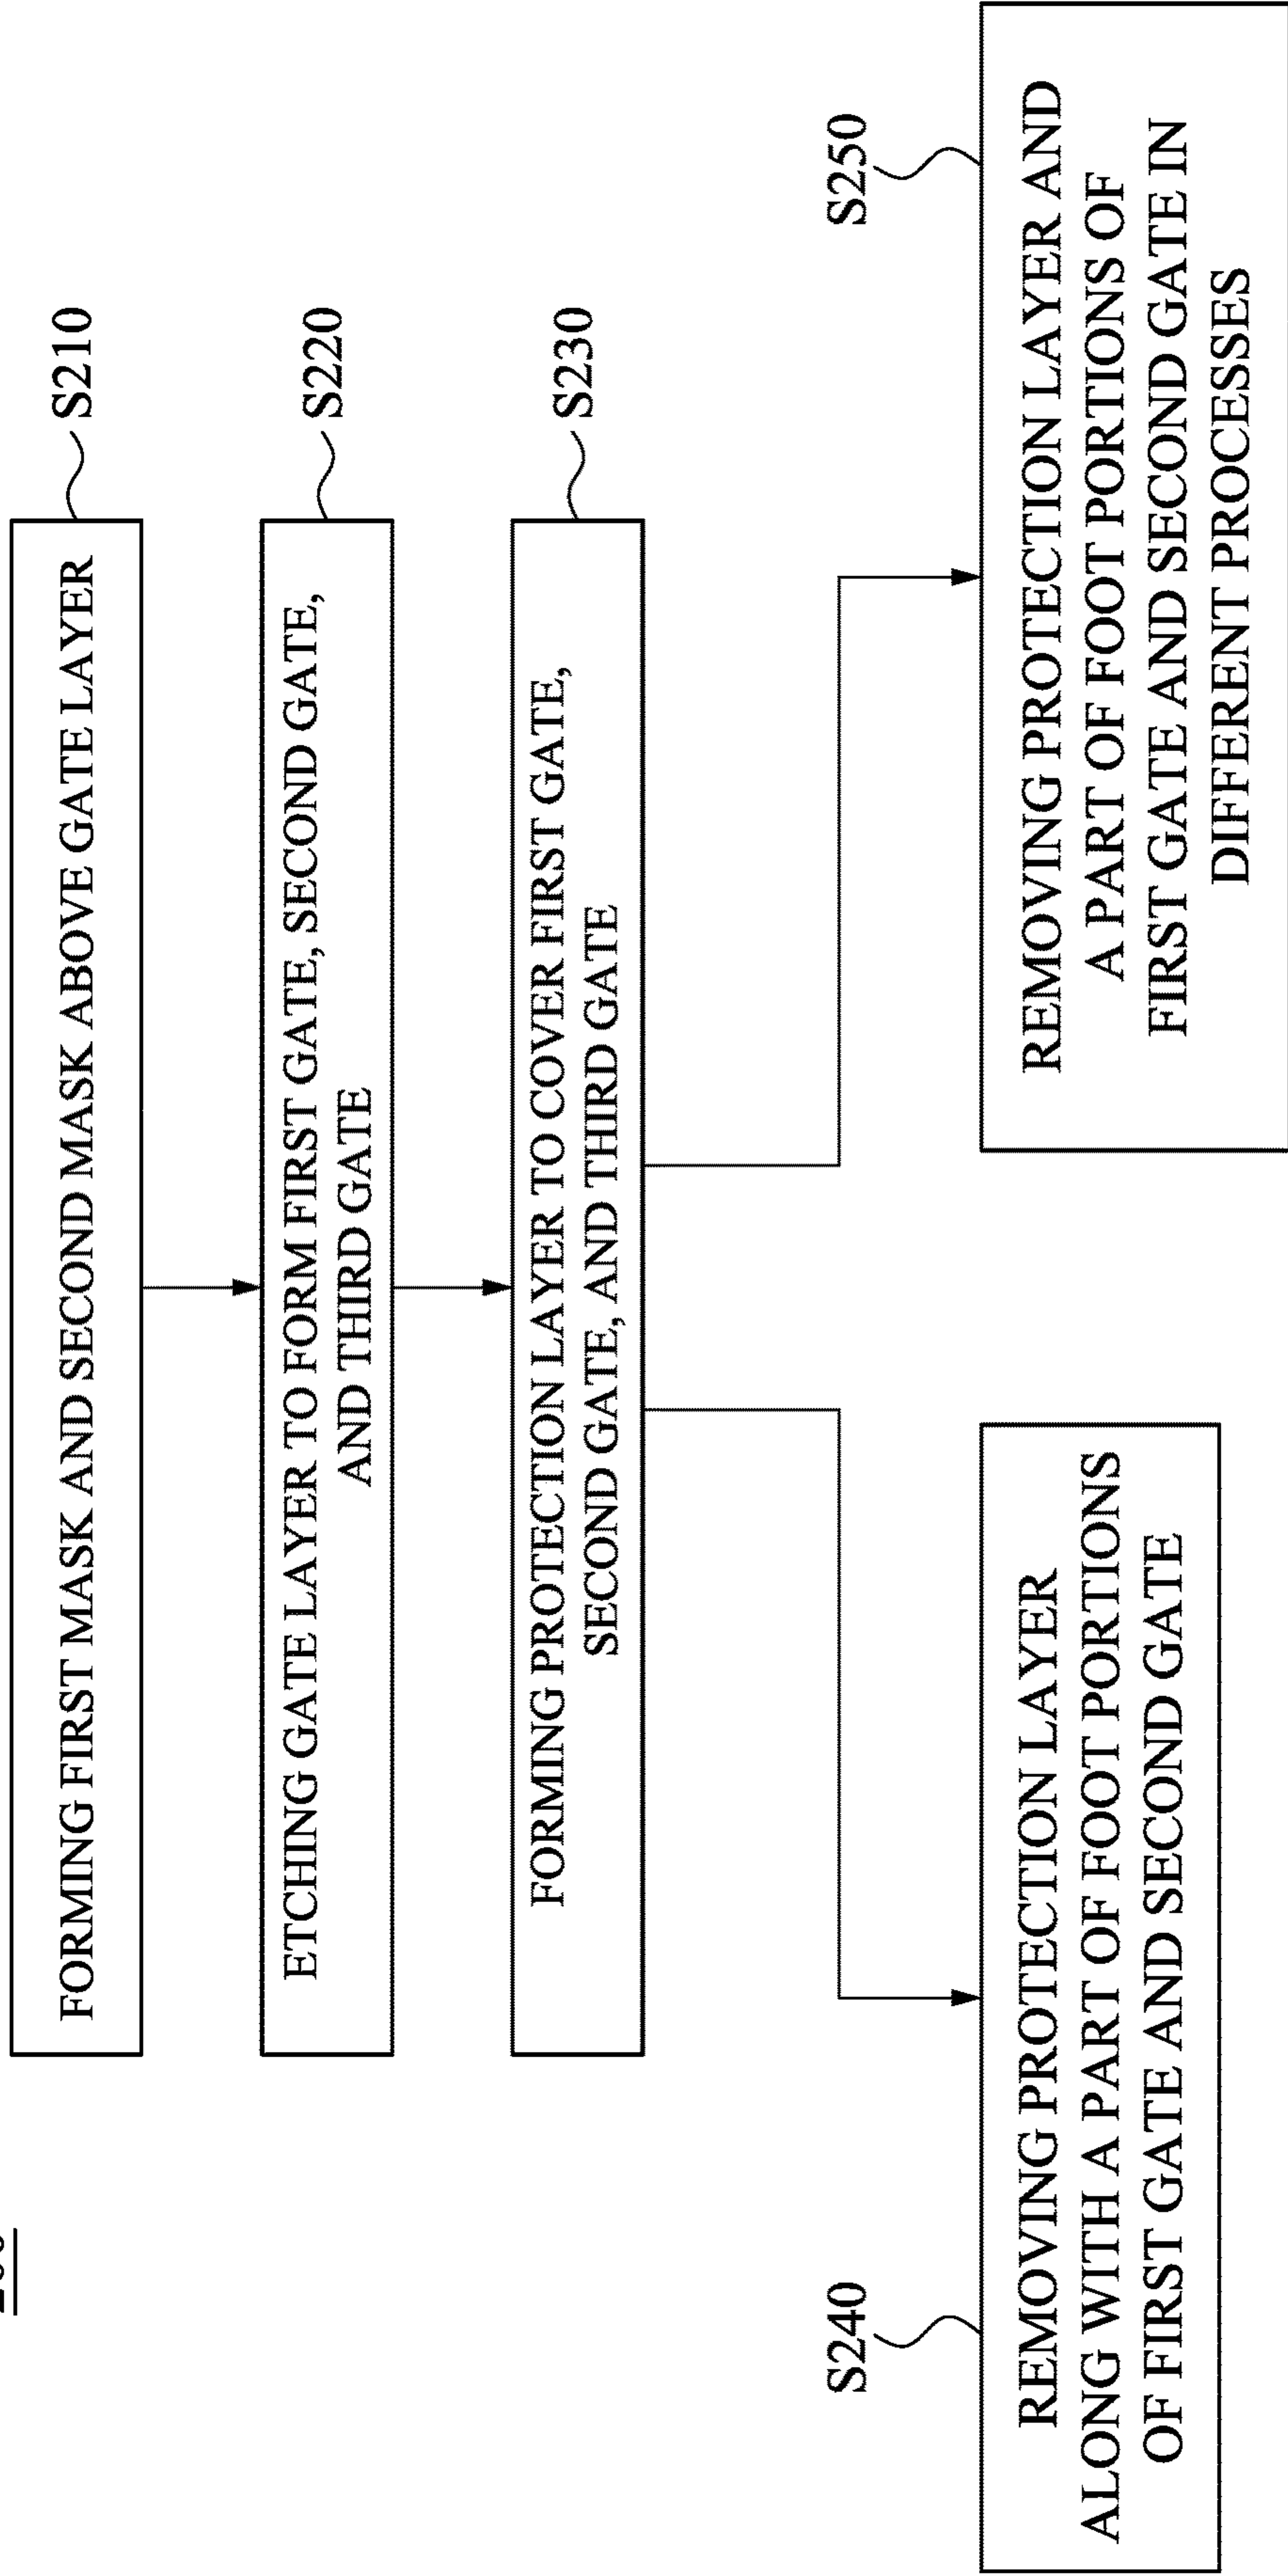 FORMING FIRST MASK AND SECOND MASK ABOVE GATE LAYER
S210
ETCHING GATE LAYER TO FORM FIRST GATE, SECOND GATE,
AND THIRD GATE
S220
FORMING PROTECTION LAYER TO COVER FIRST GATE,
SECOND GATE, AND THIRD GATE
S230
S240
REMOVING PROTECTION LAYER
ALONG WITH A PART OF FOOT PORTIONS
OF FIRST GATE AND SECOND GATE
S250
REMOVING PROTECTION LAYER AND
A PART OF FOOT PORTIONS OF
FIRST GATE AND SECOND GATE IN
DIFFERENT PROCESSES